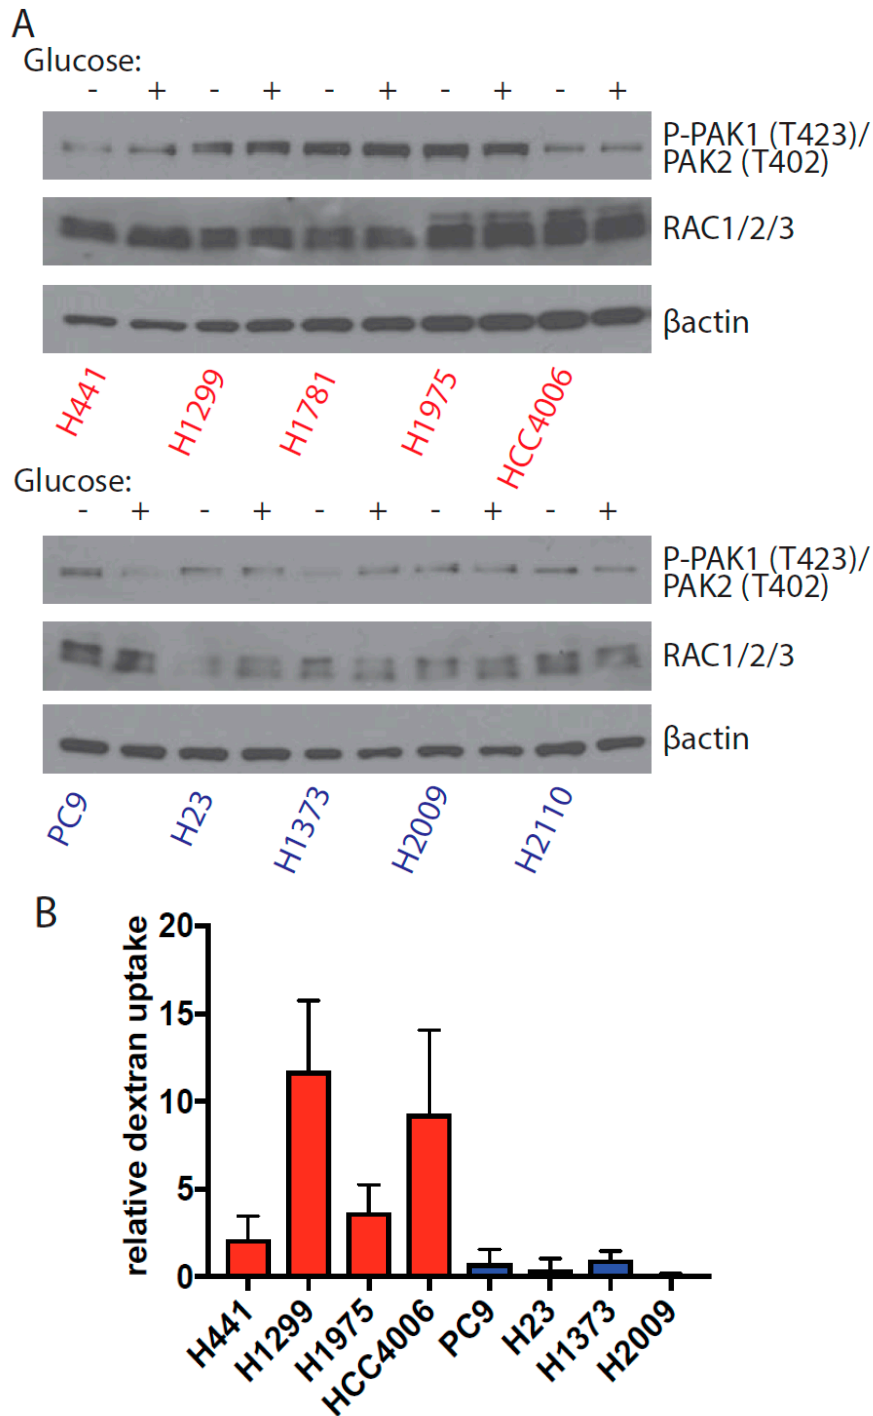 A
Glucose:
- + - + - + - + - +
P-PAK1 (T423)/
PAK2 (T402)
RAC1/2/3
βactin
H441 H1299 H1781 H1975 HCC4006
Glucose:
- + - + - + - + - +
P-PAK1 (T423)/
PAK2 (T402)
RAC1/2/3
βactin
PC9 H23 H1373 H2009 H2110
B
relative dextran uptake
20
15
10
5
0
H441 H1299 H1975 HCC4006 PC9 H23 H1373 H2009